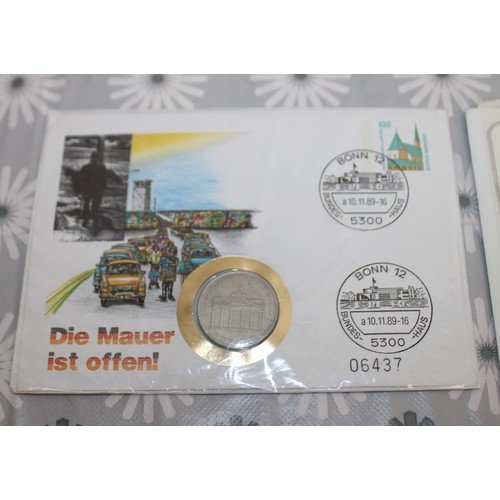 100
BONN 12
a 10.11.89-16
BUNDES- -HAUS
5300
BONN 12
a 10.11.89-16
BUNDES- -HAUS
5300
06437
Die Mauer
ist offen!